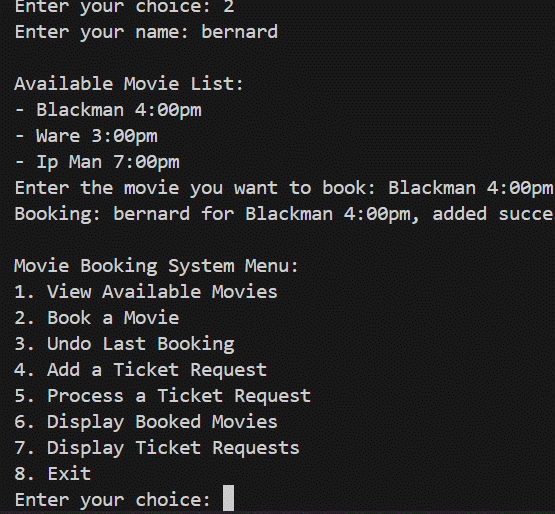 Enter your choice: 2
Enter your name: bernard
Available Movie List:
- Blackman 4:00pm
- Ware 3:00pm
- Ip Man 7:00pm
Enter the movie you want to book: Blackman 4:00pm
Booking: bernard for Blackman 4:00pm, added succe
Movie Booking System Menu:
1. View Available Movies
2. Book a Movie
3. Undo Last Booking
4. Add a Ticket Request
5. Process a Ticket Request
6. Display Booked Movies
7. Display Ticket Requests
8. Exit
Enter your choice: